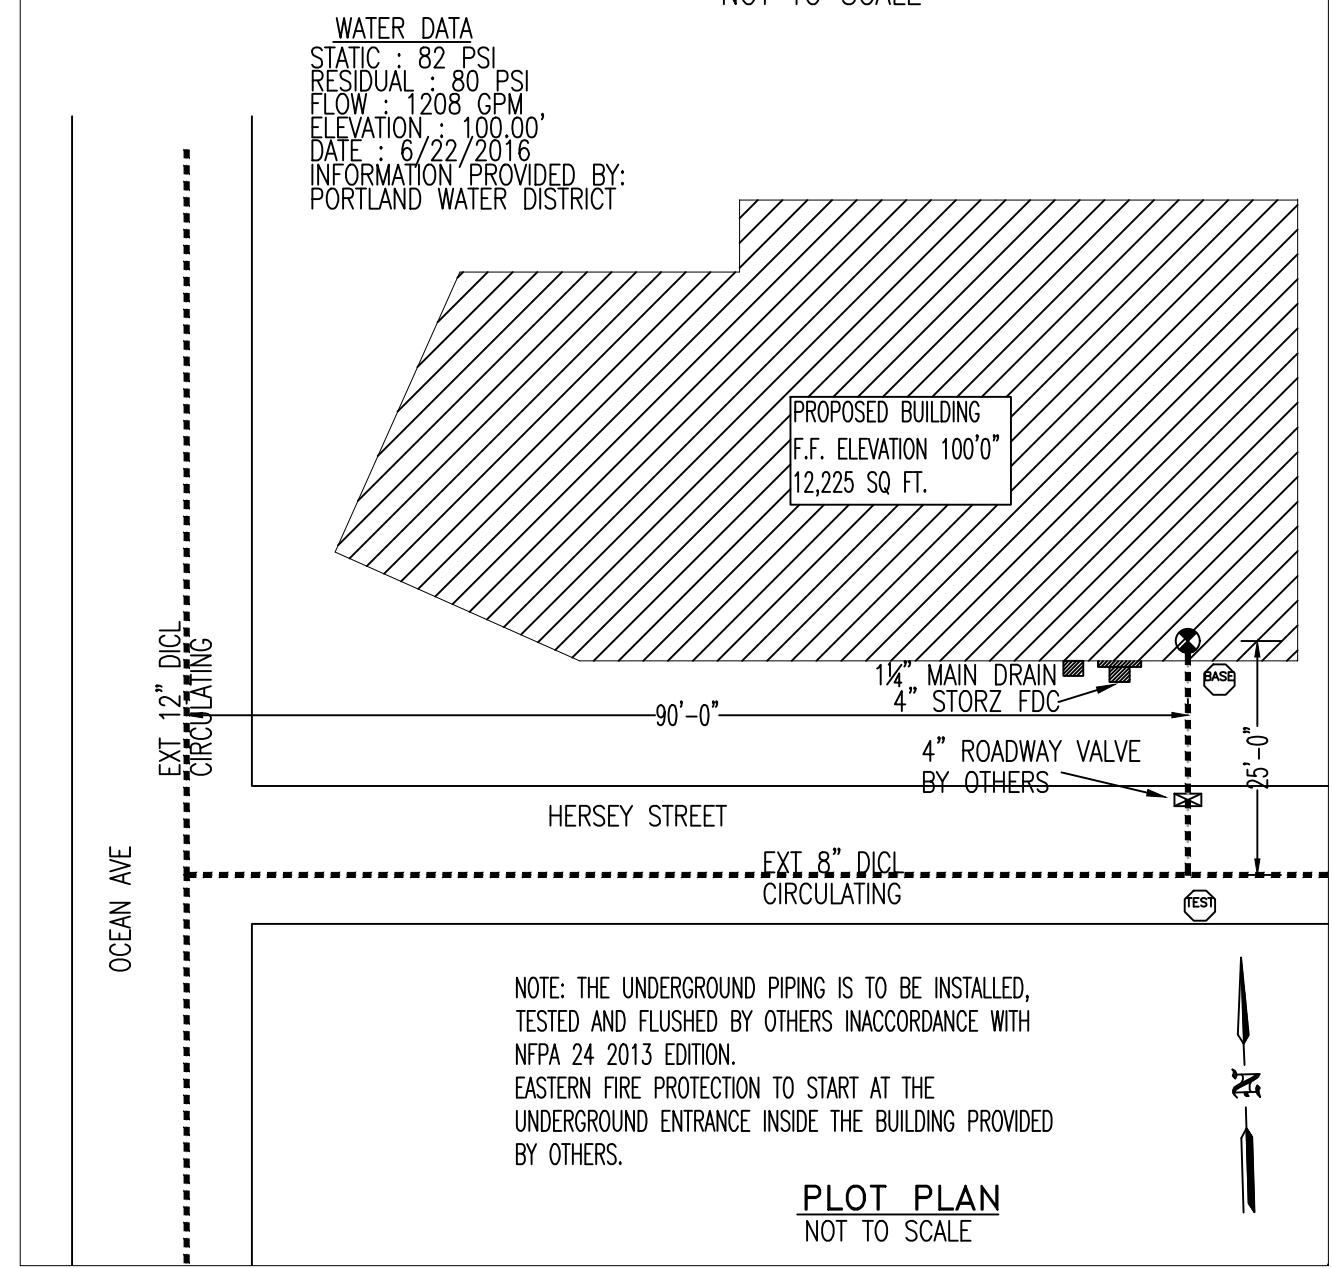 NOT TO SCALE
WATER DATA
STATIC : 82 PSI
RESIDUAL : 80 PSI
FLOW : 1208 GPM
ELEVATION : 100.00'
DATE : 6/22/2016
INFORMATION PROVIDED BY:
PORTLAND WATER DISTRICT
PROPOSED BUILDING
F.F. ELEVATION 100'0"
12,225 SQ FT.
EXT 12" DICL
CIRCULATING
1¼" MAIN DRAIN
4" STORZ FDC
BASE
90'-0"
4" ROADWAY VALVE
BY OTHERS
25'-0"
HERSEY STREET
OCEAN AVE
EXT 8" DICL
CIRCULATING
TEST
NOTE: THE UNDERGROUND PIPING IS TO BE INSTALLED,
TESTED AND FLUSHED BY OTHERS INACCORDANCE WITH
NFPA 24 2013 EDITION.
EASTERN FIRE PROTECTION TO START AT THE
UNDERGROUND ENTRANCE INSIDE THE BUILDING PROVIDED
BY OTHERS.
N
PLOT PLAN
NOT TO SCALE